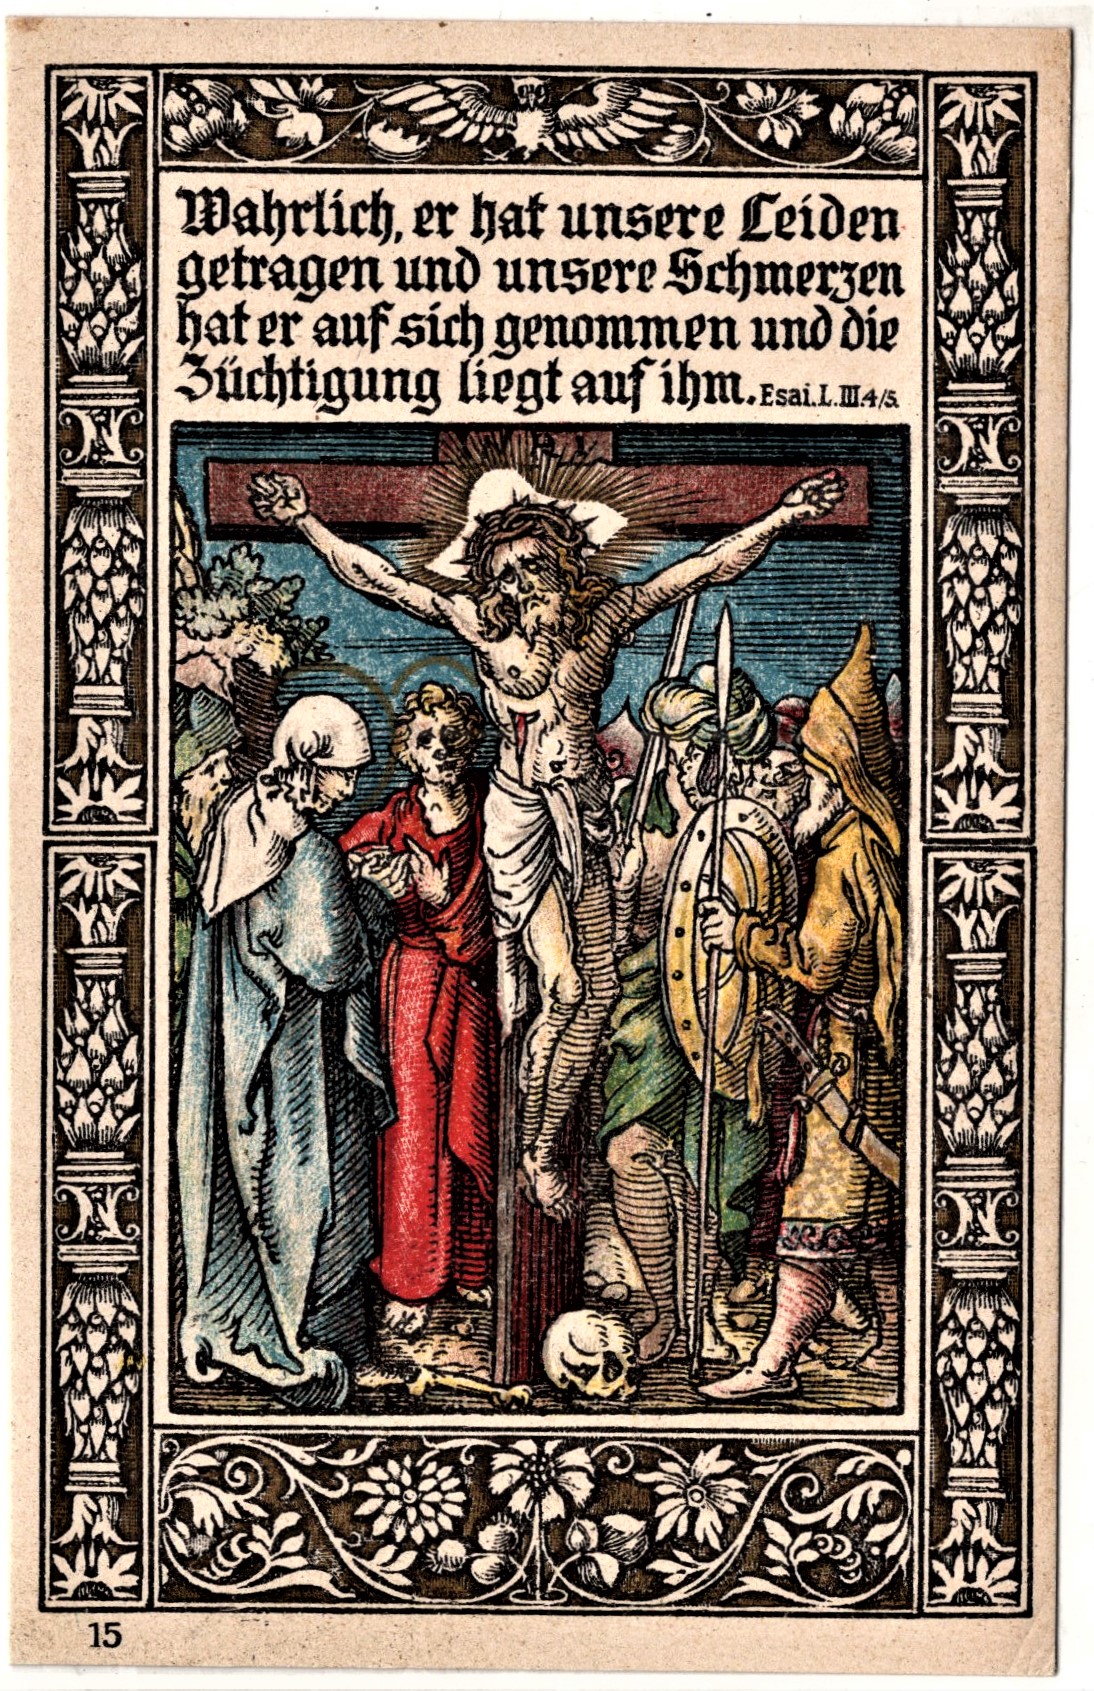 Wahrlich, er hat unsere Leiden
getragen und unsere Schmerzen
hat er auf sich genommen und die
Züchtigung liegt auf ihm. Esai. L.III.4/5.
15